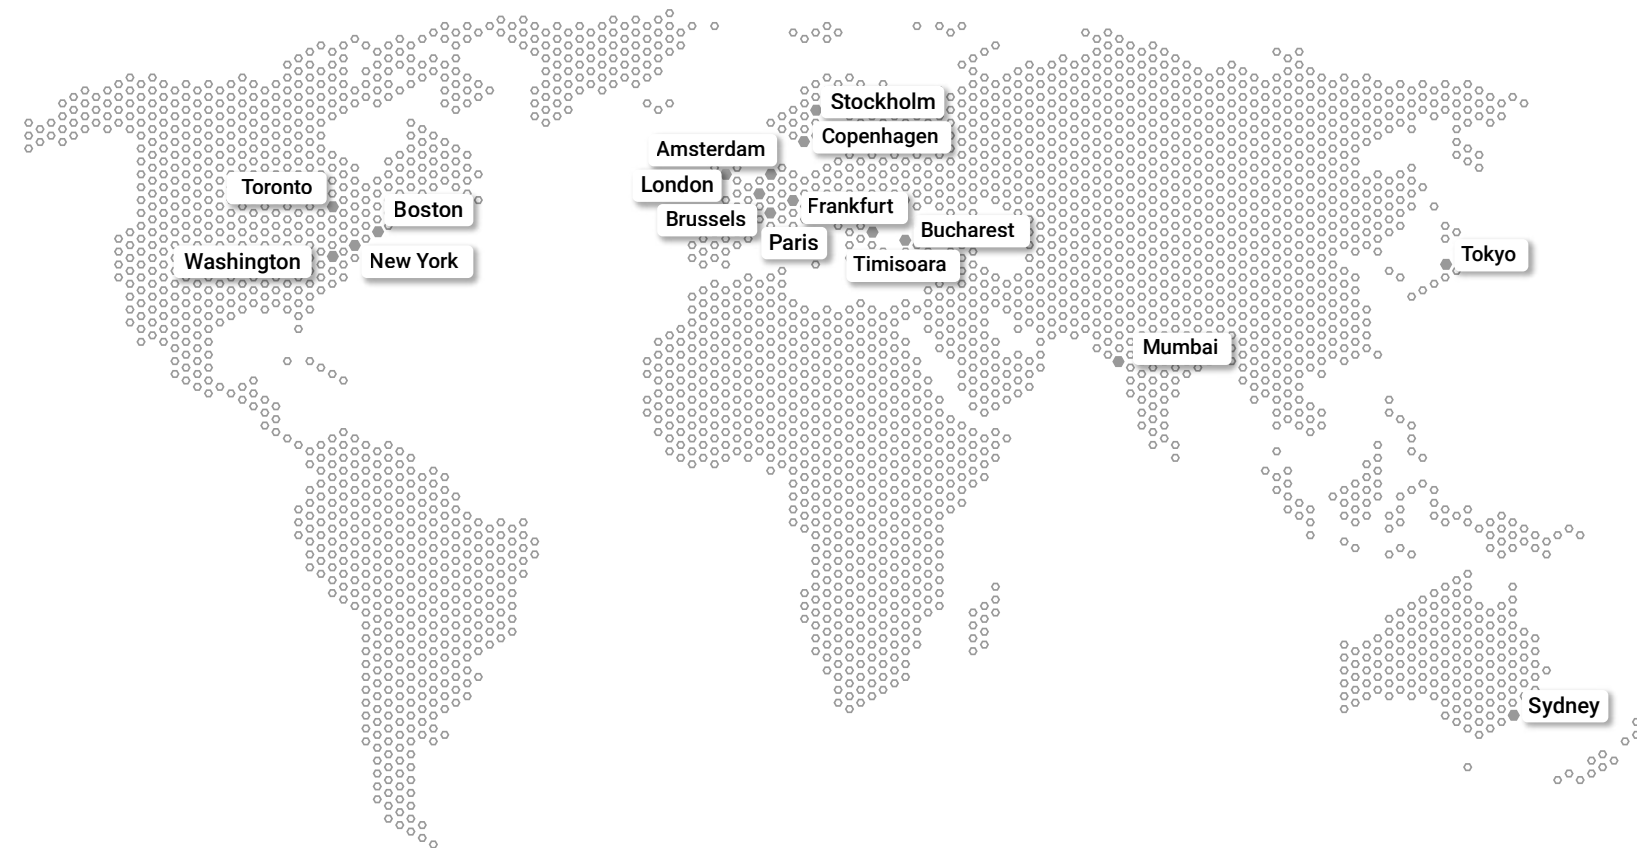 Stockholm
Copenhagen
Amsterdam
London
Toronto
Frankfurt
Boston
Brussels
Bucharest
Paris
Tokyo
Washington
New York
Timisoara
Mumbai
Sydney